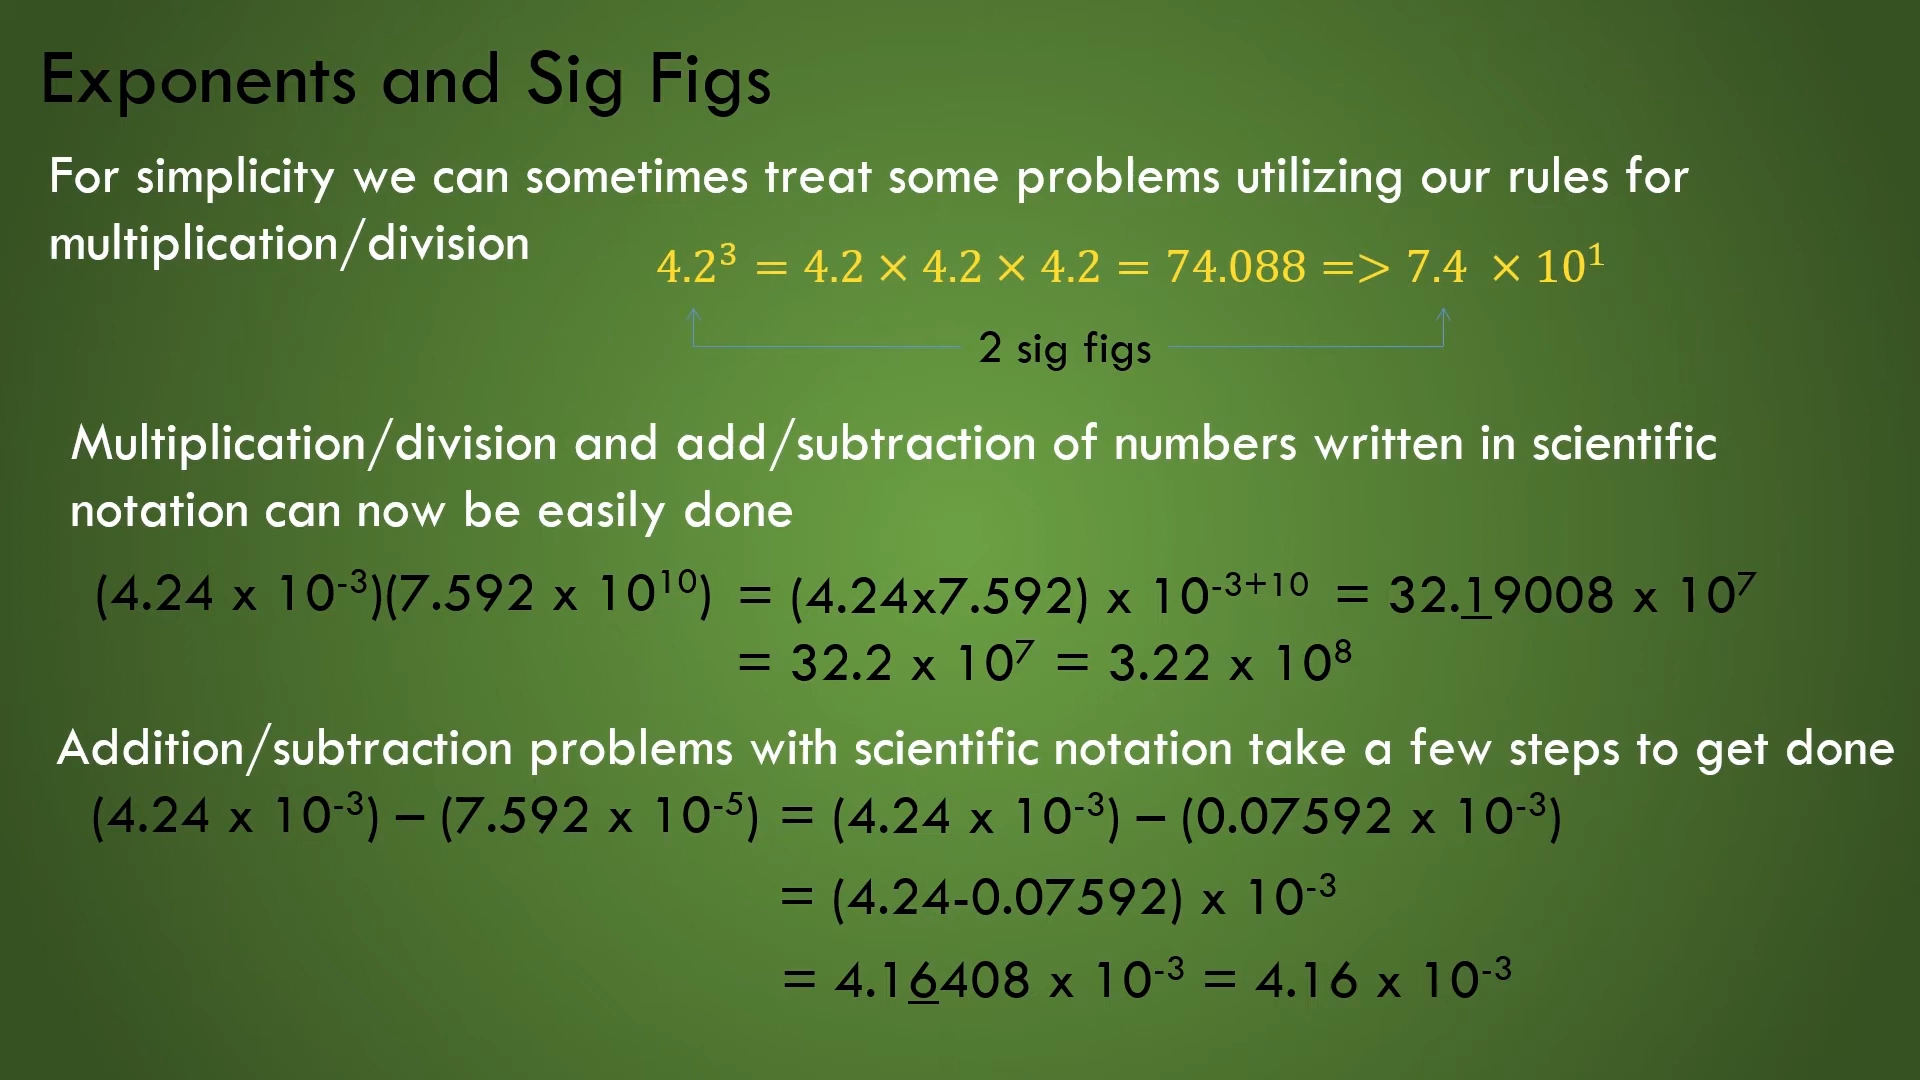 Exponents and Sig Figs
For simplicity we can sometimes treat some problems utilizing our rules for
multiplication/division
4.2³ = 4.2 × 4.2 × 4.2 = 74.088 => 7.4 × 10¹
2 sig figs
Multiplication/division and add/subtraction of numbers written in scientific
notation can now be easily done
(4.24 x 10⁻³)(7.592 x 10¹⁰) = (4.24x7.592) x 10⁻³⁺¹⁰ = 32.19008 x 10⁷
= 32.2 x 10⁷ = 3.22 x 10⁸
Addition/subtraction problems with scientific notation take a few steps to get done
(4.24 x 10⁻³) – (7.592 x 10⁻⁵) = (4.24 x 10⁻³) – (0.07592 x 10⁻³)
= (4.24-0.07592) x 10⁻³
= 4.16408 x 10⁻³ = 4.16 x 10⁻³